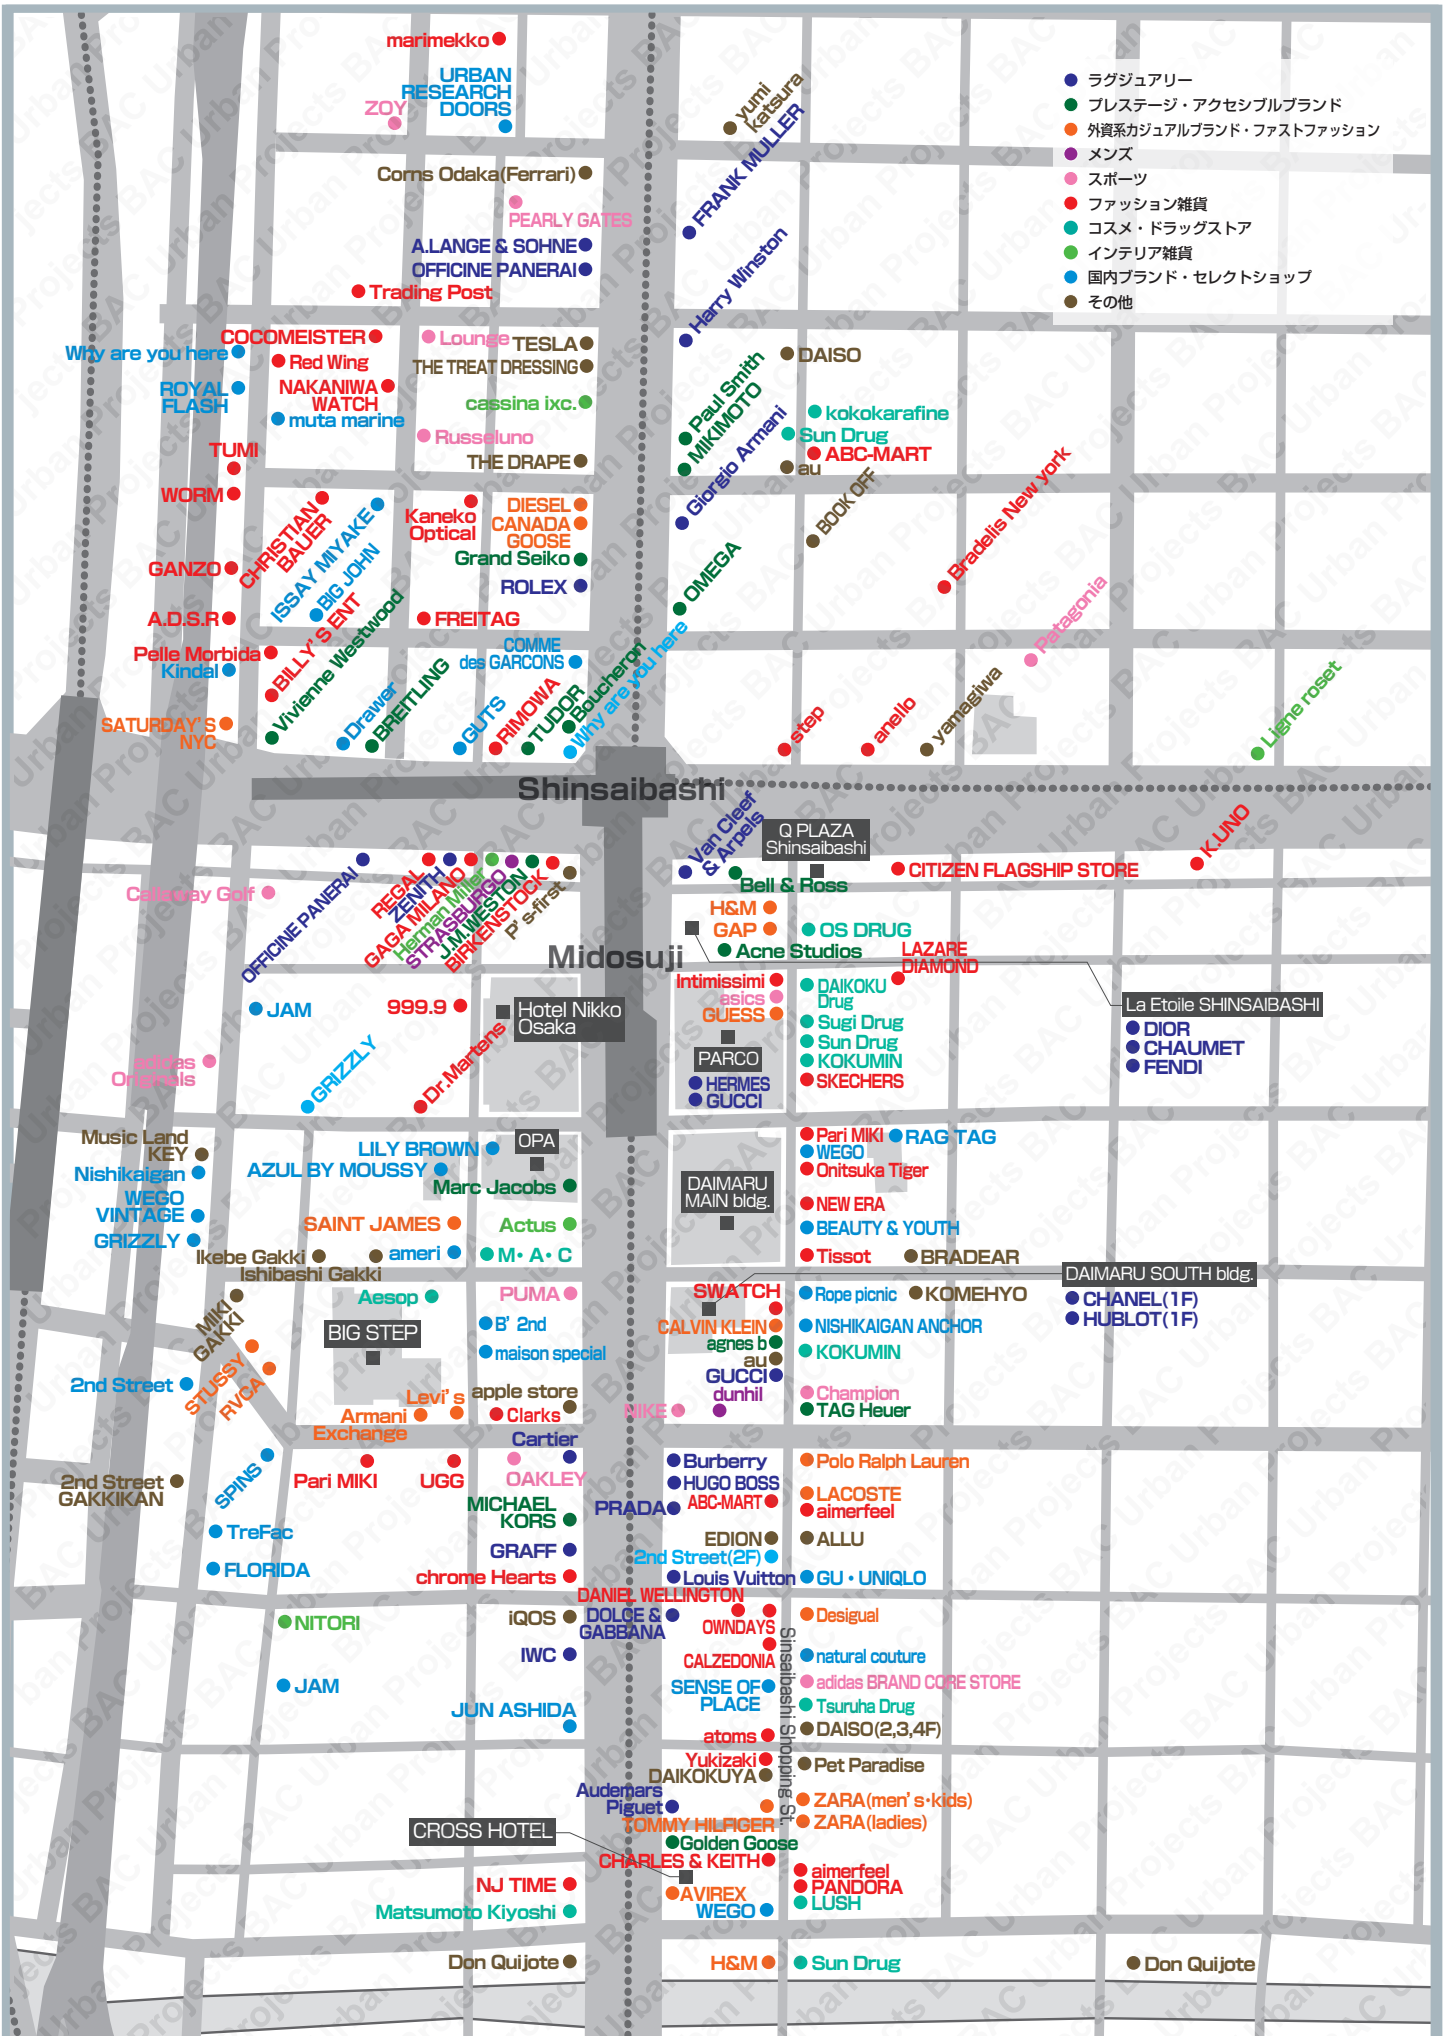 marimekko
URBAN
RESEARCH
DOORS
ZOY
yumi
katsura
ラグジュアリー
プレステージ・アクセシブルブランド
外資系カジュアルブランド・ファストファッション
メンズ
スポーツ
ファッション雑貨
コスメ・ドラッグストア
インテリア雑貨
国内ブランド・セレクトショップ
その他
FRANK MULLER
Corns Odaka(Ferrari)
PEARLY GATES
A.LANGE & SOHNE
OFFICINE PANERAI
Trading Post
Harry Winston
COCOMEISTER
Lounge
TESLA
Why are you here
Red Wing
THE TREAT DRESSING
DAISO
ROYAL
FLASH
NAKANIWA
WATCH
cassina ixc.
Paul Smith
MIKIMOTO
muta marine
Russeluno
kokokarafine
Sun Drug
ABC-MART
TUMI
THE DRAPE
Giorgio Armani
au
WORM
CHRISTIAN
BAUER
ISSAY MIYAKE
Kaneko
Optical
DIESEL
CANADA
GOOSE
BOOK OFF
Bradelis New york
Grand Seiko
GANZO
BIG JOHN
ROLEX
OMEGA
A.D.S.R
FREITAG
Patagonia
Pelle Morbida
Kindal
BILLY'S ENT
Vivienne Westwood
COMME
des GARCONS
SATURDAY'S
NYC
Drawer
BREITLING
GUTS
RIMOWA
TUDOR
Boucheron
Why are you here
step
anello
yamagiwa
Ligne roset
Shinsaibashi
Van Cleef
& Arpels
Q PLAZA
Shinsaibashi
K.UNO
Callaway Golf
OFFICINE PANERAI
REGAL
ZENITH
GAGA MILANO
Herman Miller
STRASBURGO
J.M.WESTON
BIRKENSTOCK
P's-first
Bell & Ross
CITIZEN FLAGSHIP STORE
H&M
GAP
OS DRUG
Midosuji
Acne Studios
LAZARE
DIAMOND
Intimissimi
asics
GUESS
DAIKOKU
Drug
La Etoile SHINSAIBASHI
DIOR
CHAUMET
FENDI
JAM
999.9
Hotel Nikko
Osaka
Sugi Drug
Sun Drug
PARCO
KOKUMIN
adidas
Originals
GRIZZLY
Dr.Martens
HERMES
GUCCI
SKECHERS
Music Land
KEY
LILY BROWN
OPA
Pari MIKI
RAG TAG
WEGO
Nishikaigan
AZUL BY MOUSSY
Onitsuka Tiger
Marc Jacobs
DAIMARU
MAIN bldg.
WEGO
VINTAGE
NEW ERA
SAINT JAMES
Actus
BEAUTY & YOUTH
GRIZZLY
Ikebe Gakki
ameri
M・A・C
Tissot
BRADEAR
Ishibashi Gakki
DAIMARU SOUTH bldg.
CHANEL(1F)
HUBLOT(1F)
MIKI
GAKKI
Aesop
PUMA
SWATCH
Rope picnic
KOMEHYO
BIG STEP
B' 2nd
CALVIN KLEIN
NISHIKAIGAN ANCHOR
maison special
agnes b
au
KOKUMIN
STUSSY
RVCA
2nd Street
GUCCI
apple store
dunhil
Champion
Levi's
Armani
Exchange
Clarks
NIKE
TAG Heuer
Cartier
2nd Street
GAKKIKAN
SPINS
Pari MIKI
UGG
OAKLEY
Burberry
Polo Ralph Lauren
HUGO BOSS
LACOSTE
MICHAEL
KORS
PRADA
ABC-MART
aimerfeel
TreFac
EDION
ALLU
GRAFF
2nd Street(2F)
FLORIDA
chrome Hearts
Louis Vuitton
GU・UNIQLO
DANIEL WELLINGTON
NITORI
iQOS
DOLCE &
GABBANA
OWNDAYS
Desigual
Sinsaibashi Shopping St.
IWC
CALZEDONIA
natural couture
JAM
SENSE OF
PLACE
adidas BRAND CORE STORE
Tsuruha Drug
JUN ASHIDA
atoms
DAISO(2,3,4F)
Yukizaki
DAIKOKUYA
Pet Paradise
Audemars
Piguet
ZARA(men's・kids)
TOMMY HILFIGER
ZARA(ladies)
CROSS HOTEL
Golden Goose
CHARLES & KEITH
aimerfeel
NJ TIME
PANDORA
AVIREX
LUSH
Matsumoto Kiyoshi
WEGO
Don Quijote
H&M
Sun Drug
Don Quijote
BAC Urban Projects